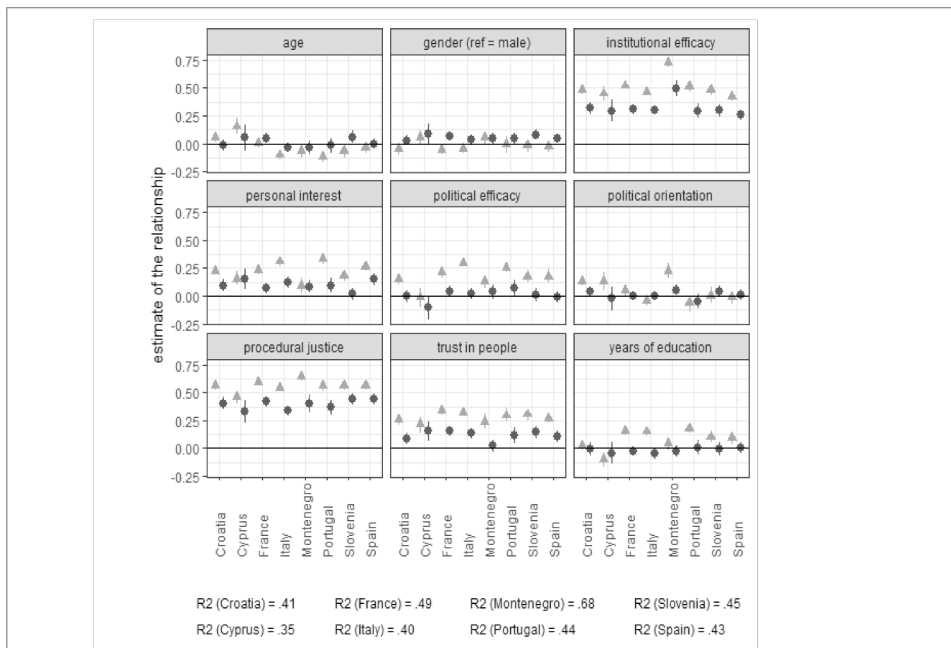 age gender (ref = male) institutional efficacy
0.75
0.50
0.25
0.00
-0.25
personal interest political efficacy political orientation
0.75
0.50
0.25
0.00
-0.25
procedural justice trust in people years of education
0.75
0.50
0.25
0.00
-0.25
estimate of the relationship
Croatia Cyprus France Italy Montenegro Portugal Slovenia Spain Croatia Cyprus France Italy Montenegro Portugal Slovenia Spain Croatia Cyprus France Italy Montenegro Portugal Slovenia Spain
R2 (Croatia) = .41 R2 (France) = .49 R2 (Montenegro) = .68 R2 (Slovenia) = .45
R2 (Cyprus) = .35 R2 (Italy) = .40 R2 (Portugal) = .44 R2 (Spain) = .43